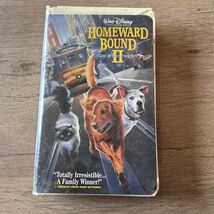 WALT DISNEY
HOMEWARD
BOUND
II
"Totally Irresistible...
A Family Winner!"